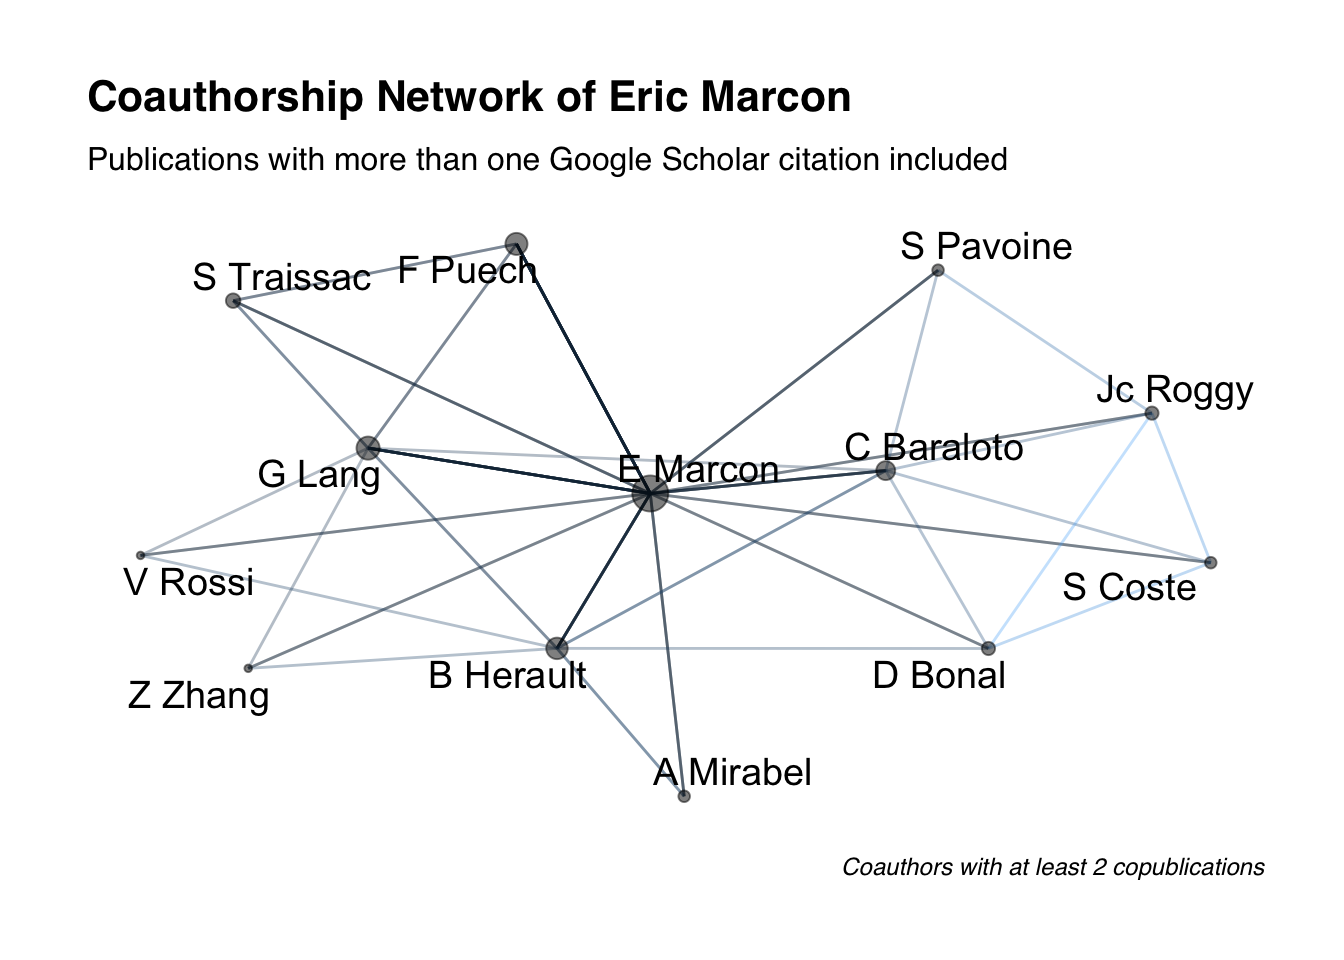 Coauthorship Network of Eric Marcon
Publications with more than one Google Scholar citation included
S Pavoine
F Puech
S Traissac
Jc Roggy
C Baraloto
E Marcon
G Lang
V Rossi
S Coste
B Herault
D Bonal
Z Zhang
A Mirabel
Coauthors with at least 2 copublications